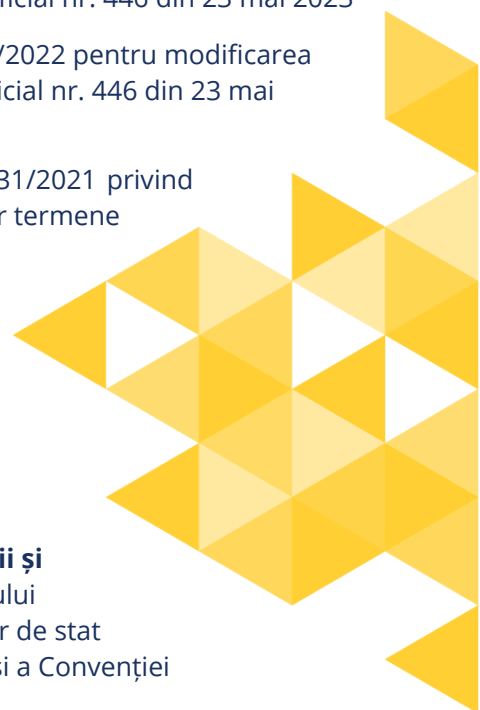 nr. 446 din 23 mai 2023
/2022 pentru modificarea
icial nr. 446 din 23 mai
31/2021 privind
r termene
ii și
ului
r de stat
și a Convenției